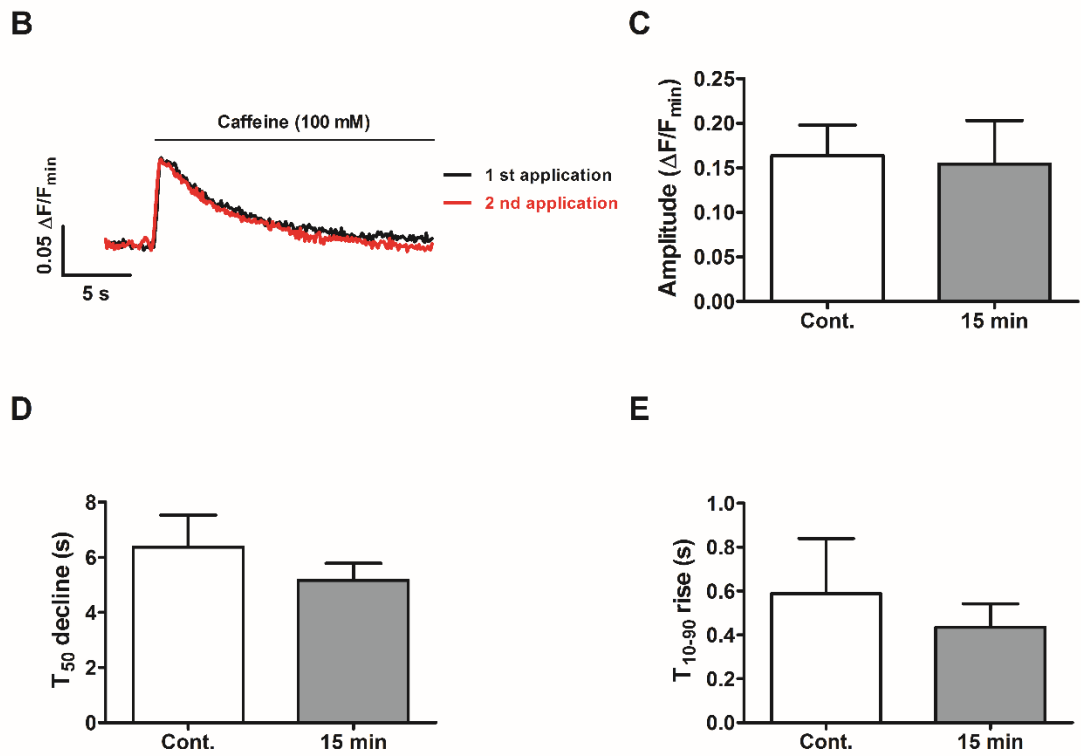 B
Caffeine (100 mM)
1 st application
2 nd application
0.05 ΔF/Fmin
5 s
C
Amplitude (ΔF/Fmin)
0.25
0.20
0.15
0.10
0.05
0.00
Cont.
15 min
D
T50 decline (s)
8
6
4
2
0
Cont.
15 min
E
T10-90 rise (s)
1.0
0.8
0.6
0.4
0.2
0.0
Cont.
15 min